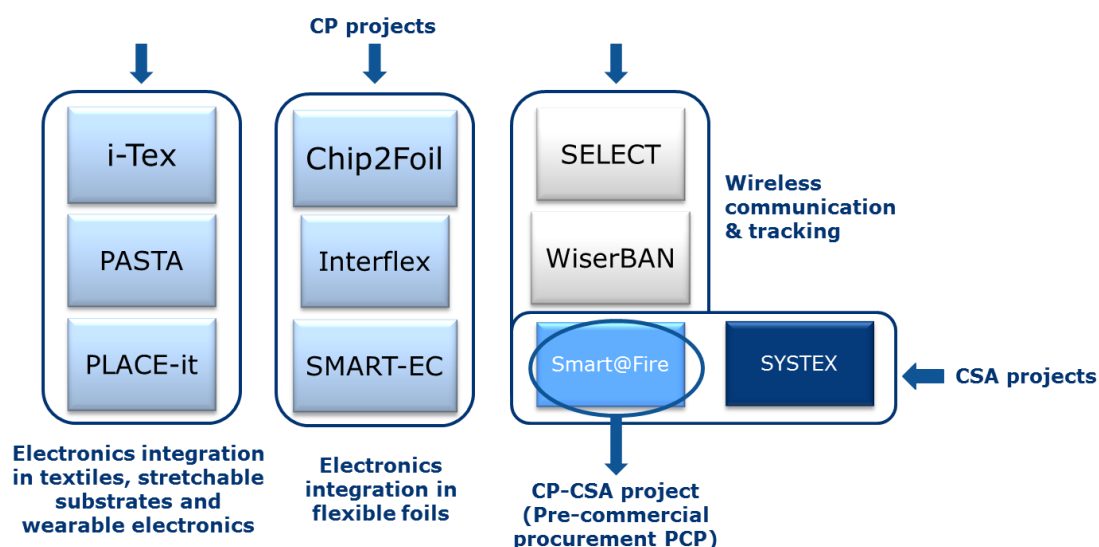 CP projects
i-Tex
PASTA
PLACE-it
Electronics integration
in textiles, stretchable
substrates and
wearable electronics
Chip2Foil
Interflex
SMART-EC
Electronics
integration in
flexible foils
SELECT
WiserBAN
Wireless
communication
& tracking
Smart@Fire
SYSTEX
CSA projects
CP-CSA project
(Pre-commercial
procurement PCP)